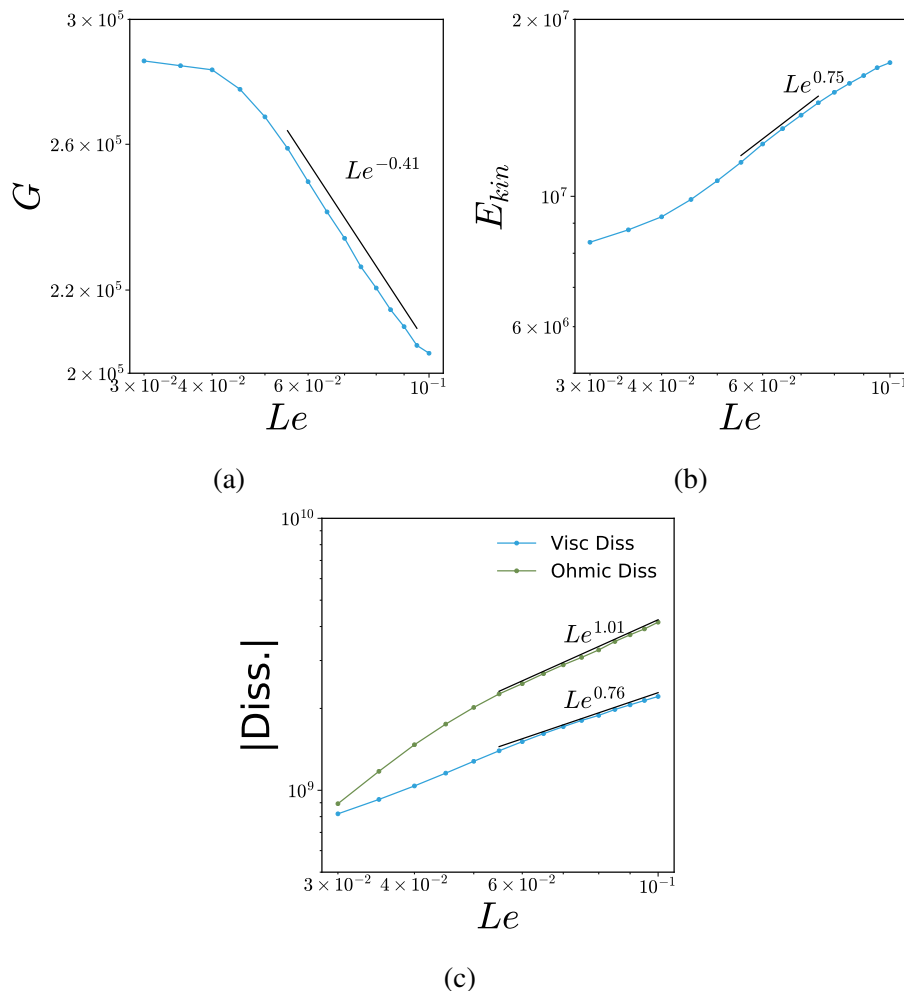 3 × 10^5
2.6 × 10^5
2.2 × 10^5
2 × 10^5
G
Le^{-0.41}
3 × 10^{-2}
4 × 10^{-2}
6 × 10^{-2}
10^{-1}
Le
(a)
2 × 10^7
10^7
6 × 10^6
E_{kin}
Le^{0.75}
3 × 10^{-2}
4 × 10^{-2}
6 × 10^{-2}
10^{-1}
Le
(b)
10^{10}
10^9
|Diss.|
Visc Diss
Ohmic Diss
Le^{1.01}
Le^{0.76}
3 × 10^{-2}
4 × 10^{-2}
6 × 10^{-2}
10^{-1}
Le
(c)